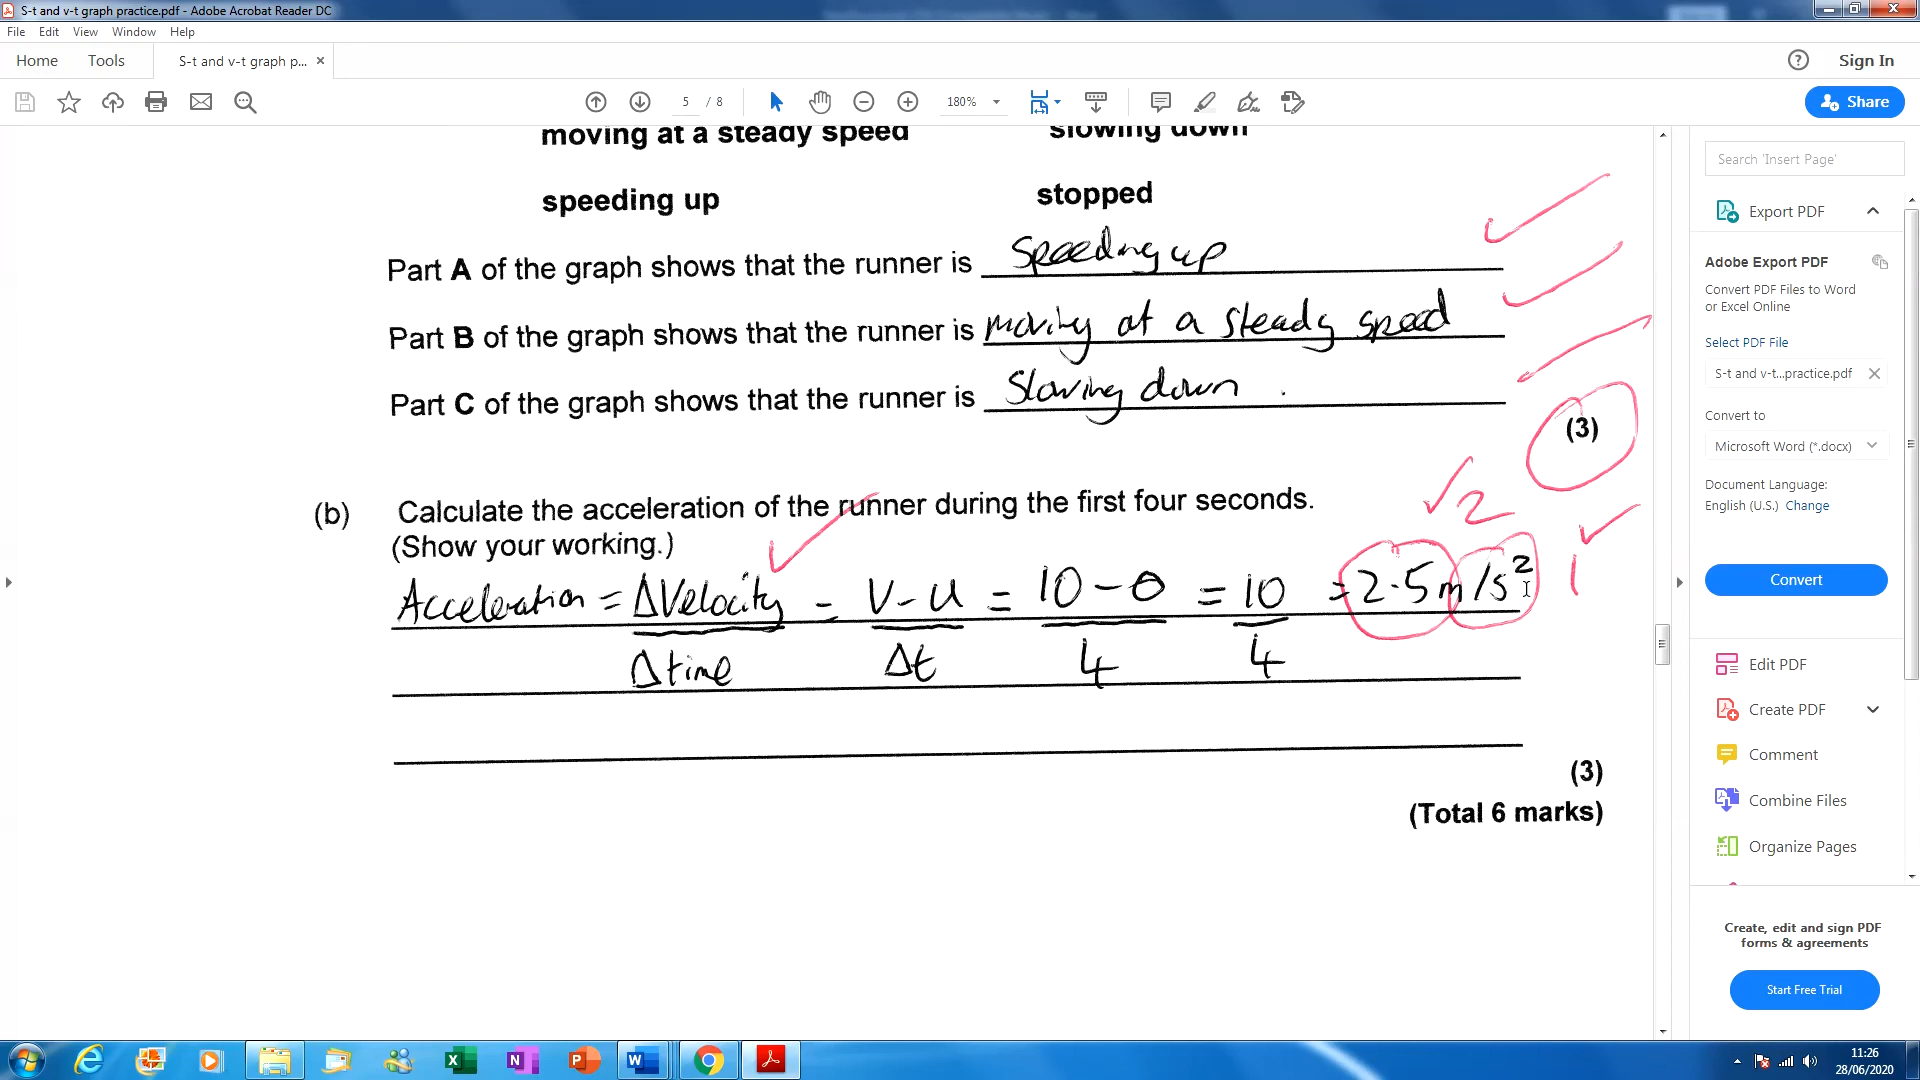 S-t and v-t graph practice.pdf - Adobe Acrobat Reader DC
File Edit View Window Help
Home Tools S-t and v-t graph p... × Sign In
5 / 8 180% Share
moving at a steady speed slowing down
speeding up stopped
Part A of the graph shows that the runner is speeding up
Part B of the graph shows that the runner is moving at a steady speed
Part C of the graph shows that the runner is Slowing down .
(3)
(b) Calculate the acceleration of the runner during the first four seconds.
(Show your working.)
✓2
✓1
Acceleration = ΔVelocity = V-U = 10-0 = 10 = 2.5m/s²
Δtime Δt 4 4
(3)
(Total 6 marks)
Search 'Insert Page'
Export PDF
Adobe Export PDF
Convert PDF Files to Word
or Excel Online
Select PDF File
S-t and v-t...practice.pdf
Convert to
Microsoft Word (*.docx)
Document Language:
English (U.S.) Change
Convert
Edit PDF
Create PDF
Comment
Combine Files
Organize Pages
Create, edit and sign PDF
forms & agreements
Start Free Trial
11:26
28/06/2020